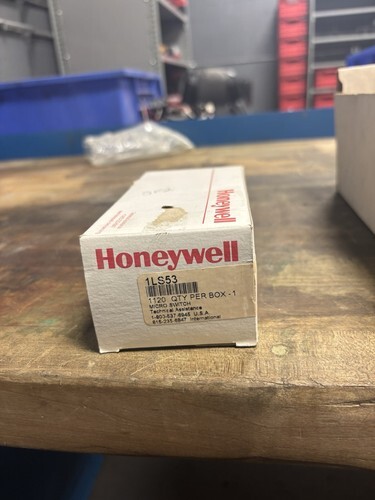 Honeywell
Honeywell
1LS53
1120 QTY PER BOX - 1
MICRO SWITCH
Technical Assistance
1-800-537-6945 U.S.A.
815-235-6847 International